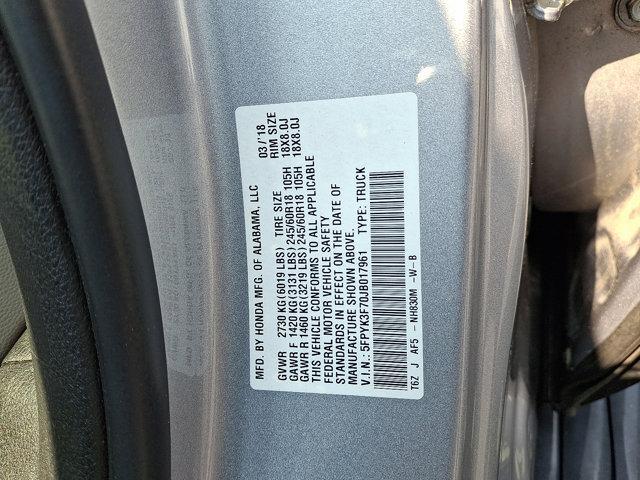 MFD. BY HONDA MFG. OF ALABAMA, LLC 03/'18
GVWR 2730 KG(6019 LBS) TIRE SIZE RIM SIZE
GAWR F 1420 KG(3131 LBS) 245/60R18 105H 18X8.0J
GAWR R 1460 KG(3219 LBS) 245/60R18 105H 18X8.0J
THIS VEHICLE CONFORMS TO ALL APPLICABLE
FEDERAL MOTOR VEHICLE SAFETY
STANDARDS IN EFFECT ON THE DATE OF
MANUFACTURE SHOWN ABOVE.
V.I.N.: 5FPYK3F77JB017961 TYPE: TRUCK
T6Z J AF5 - NH830M -W-B